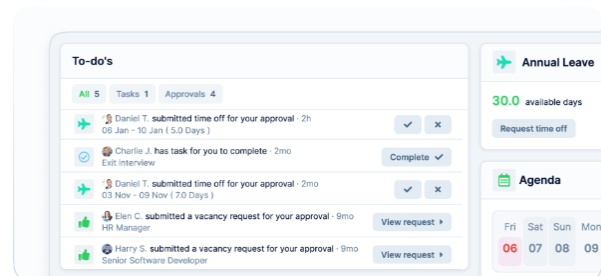 To-do's
All 5 Tasks 1 Approvals 4
Daniel T. submitted time off for your approval · 2h
06 Jan - 10 Jan ( 5.0 Days )
Charlie J. has task for you to complete · 2mo
Exit interview
Complete
Daniel T. submitted time off for your approval · 2mo
03 Nov - 09 Nov ( 7.0 Days )
Elen C. submitted a vacancy request for your approval · 9mo
HR Manager
View request
Harry S. submitted a vacancy request for your approval · 9mo
Senior Software Developer
View request
Annual Leave
30.0 available days
Request time off
Agenda
Fri Sat Sun Mon
06 07 08 09